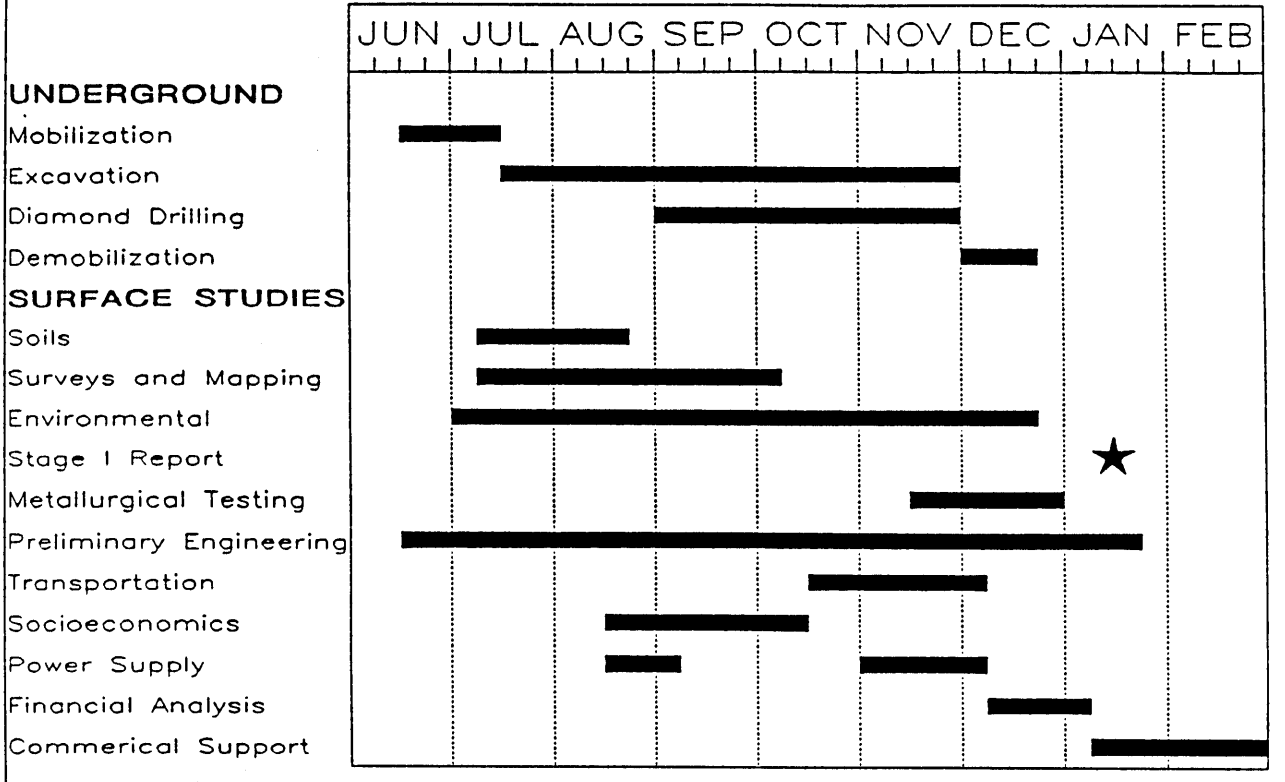 JUN JUL AUG SEP OCT NOV DEC JAN FEB
UNDERGROUND
Mobilization
Excavation
Diamond Drilling
Demobilization
SURFACE STUDIES
Soils
Surveys and Mapping
Environmental
Stage I Report
Metallurgical Testing
Preliminary Engineering
Transportation
Socioeconomics
Power Supply
Financial Analysis
Commerical Support